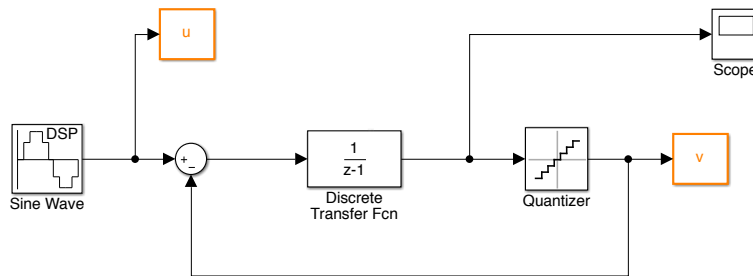 u
Scope
DSP
Sine Wave
+
−
1
z-1
Discrete
Transfer Fcn
Quantizer
v